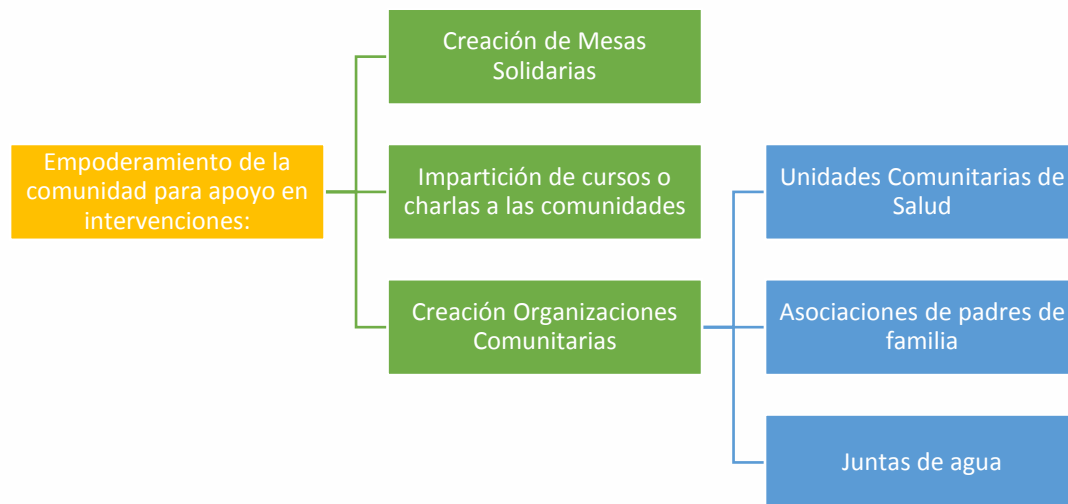 Empoderamiento de la
comunidad para apoyo en
intervenciones:
Creación de Mesas
Solidarias
Impartición de cursos o
charlas a las comunidades
Creación Organizaciones
Comunitarias
Unidades Comunitarias de
Salud
Asociaciones de padres de
familia
Juntas de agua